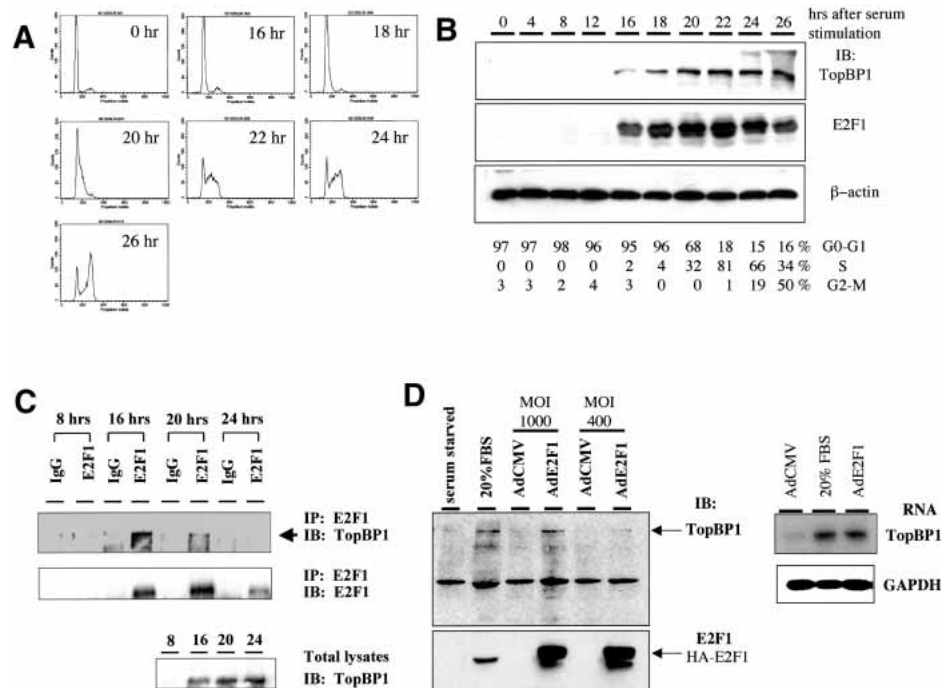 A
0 hr
16 hr
18 hr
20 hr
22 hr
24 hr
26 hr
B
0 4 8 12 16 18 20 22 24 26 hrs after serum stimulation
IB:
TopBP1
E2F1
β-actin
97 97 98 96 95 96 68 18 15 16 % G0-G1
0 0 0 0 2 4 32 81 66 34 % S
3 3 2 4 3 0 0 1 19 50 % G2-M
C
8 hrs 16 hrs 20 hrs 24 hrs
IgG E2F1 IgG E2F1 IgG E2F1 IgG E2F1
IP: E2F1
IB: TopBP1
IP: E2F1
IB: E2F1
8 16 20 24
Total lysates
IB: TopBP1
D
MOI 1000 MOI 400
serum starved 20%FBS AdCMV AdE2F1 AdCMV AdE2F1
IB:
TopBP1
E2F1
HA-E2F1
AdCMV 20% FBS AdE2F1
RNA
TopBP1
GAPDH